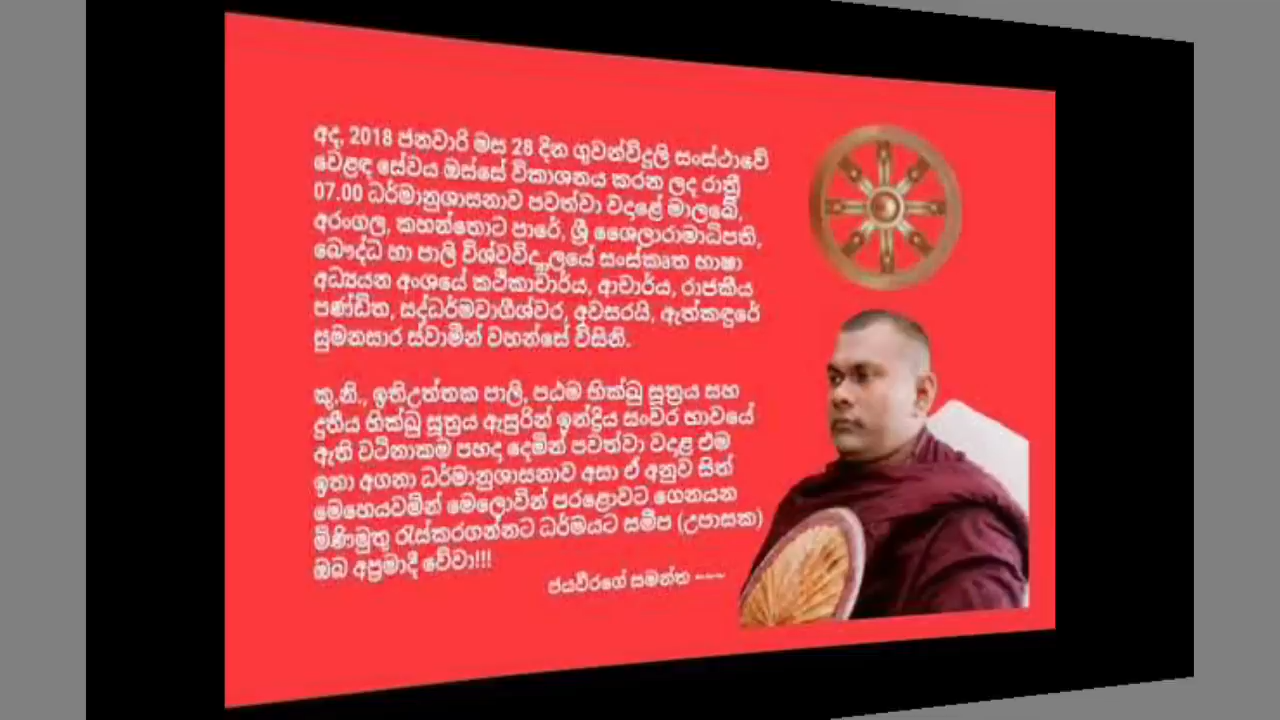 අද, 2018 ජනවාරි මස 28 දින ගුවන්විදුලි සංස්ථාවේ
වෙළඳ සේවය ඔස්සේ විකාශනය කරන ලද රාත්‍රී
07.00 ධර්මානුශාසනාව පවත්වා වදාළේ මාලබේ,
අරංගල, කහන්තොට පාරේ, ශ්‍රී ශෛලාරාමාධිපති,
බෞද්ධ හා පාලි විශ්වවිද්‍යාලයේ සංස්කෘත භාෂා
අධ්‍යයන අංශයේ කථිකාචාර්ය, ආචාර්ය, රාජකීය
පණ්ඩිත, සද්ධර්මවාගීශ්වර, අවසරයි, ඇත්කඳුරේ
සුමනසාර ස්වාමීන් වහන්සේ විසිනි.
කු.නි., ඉතිඋත්තක පාලි, පඨම භික්ඛු සූත්‍රය සහ
දුතීය භික්ඛු සූත්‍රය ඇසුරින් ඉන්ද්‍රිය සංවර භාවයේ
ඇති වටිනාකම පහදා දෙමින් පවත්වා වදාළ එම
ඉතා අගනා ධර්මානුශාසනාව අසා ඒ අනුව සිත්
මෙහෙයවමින් මෙලොවින් පරළොවට ගෙනයන
මිණිමුතු රැස්කරගන්නට ධර්මයට සමීප (උපාසක)
ඔබ අප්‍රමාදී වේවා!!!
ජයවීරගේ සමන්ත ~~~